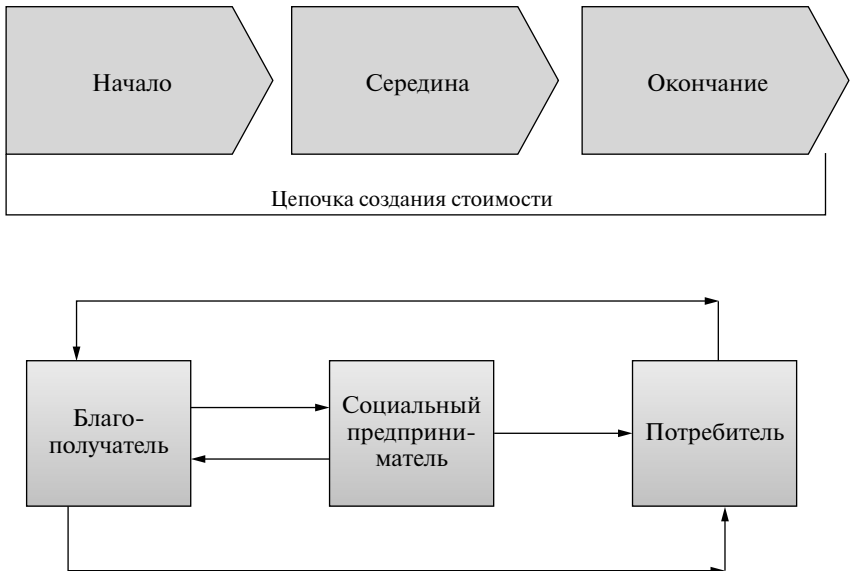 Начало
Середина
Окончание
Цепочка создания стоимости
Благо-
получатель
Социальный
предприни-
матель
Потребитель